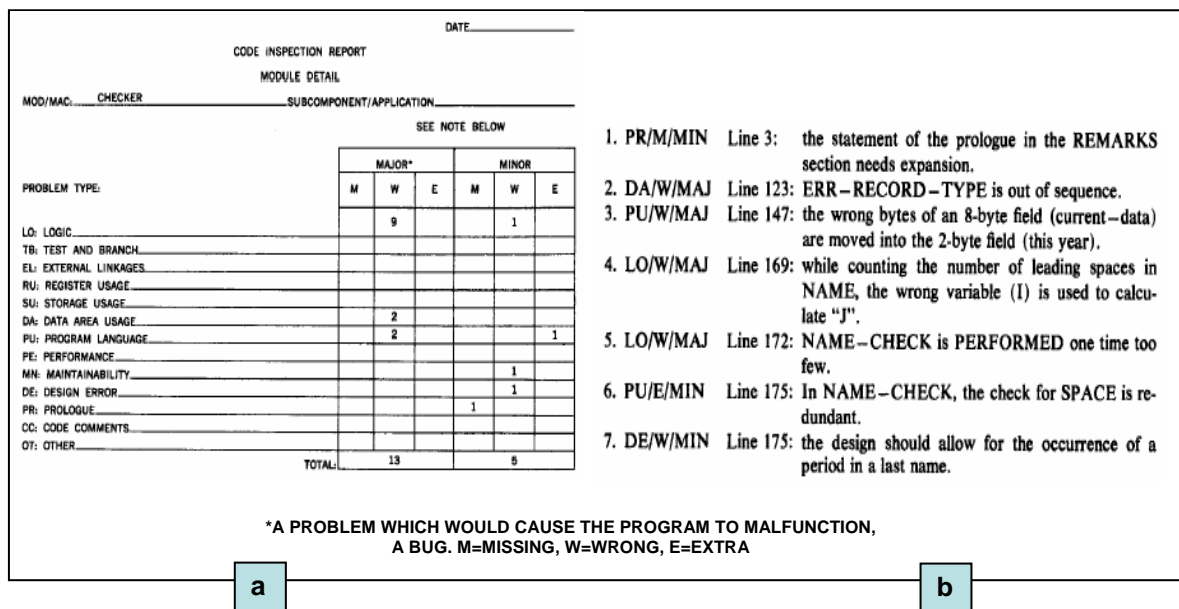 DATE
CODE INSPECTION REPORT
MODULE DETAIL
MOD/MAC: CHECKER SUBCOMPONENT/APPLICATION
SEE NOTE BELOW
MAJOR* MINOR
PROBLEM TYPE: M W E M W E
LO: LOGIC 9 1
TB: TEST AND BRANCH
EL: EXTERNAL LINKAGES
RU: REGISTER USAGE
SU: STORAGE USAGE
DA: DATA AREA USAGE 2
PU: PROGRAM LANGUAGE 2 1
PE: PERFORMANCE
MN: MAINTAINABILITY 1
DE: DESIGN ERROR 1
PR: PROLOGUE 1
CC: CODE COMMENTS
OT: OTHER
TOTAL: 13 5
1. PR/M/MIN Line 3: the statement of the prologue in the REMARKS
section needs expansion.
2. DA/W/MAJ Line 123: ERR–RECORD–TYPE is out of sequence.
3. PU/W/MAJ Line 147: the wrong bytes of an 8-byte field (current–data)
are moved into the 2-byte field (this year).
4. LO/W/MAJ Line 169: while counting the number of leading spaces in
NAME, the wrong variable (I) is used to calcu-
late “J”.
5. LO/W/MAJ Line 172: NAME–CHECK is PERFORMED one time too
few.
6. PU/E/MIN Line 175: In NAME–CHECK, the check for SPACE is re-
dundant.
7. DE/W/MIN Line 175: the design should allow for the occurrence of a
period in a last name.
*A PROBLEM WHICH WOULD CAUSE THE PROGRAM TO MALFUNCTION,
A BUG. M=MISSING, W=WRONG, E=EXTRA
a
b